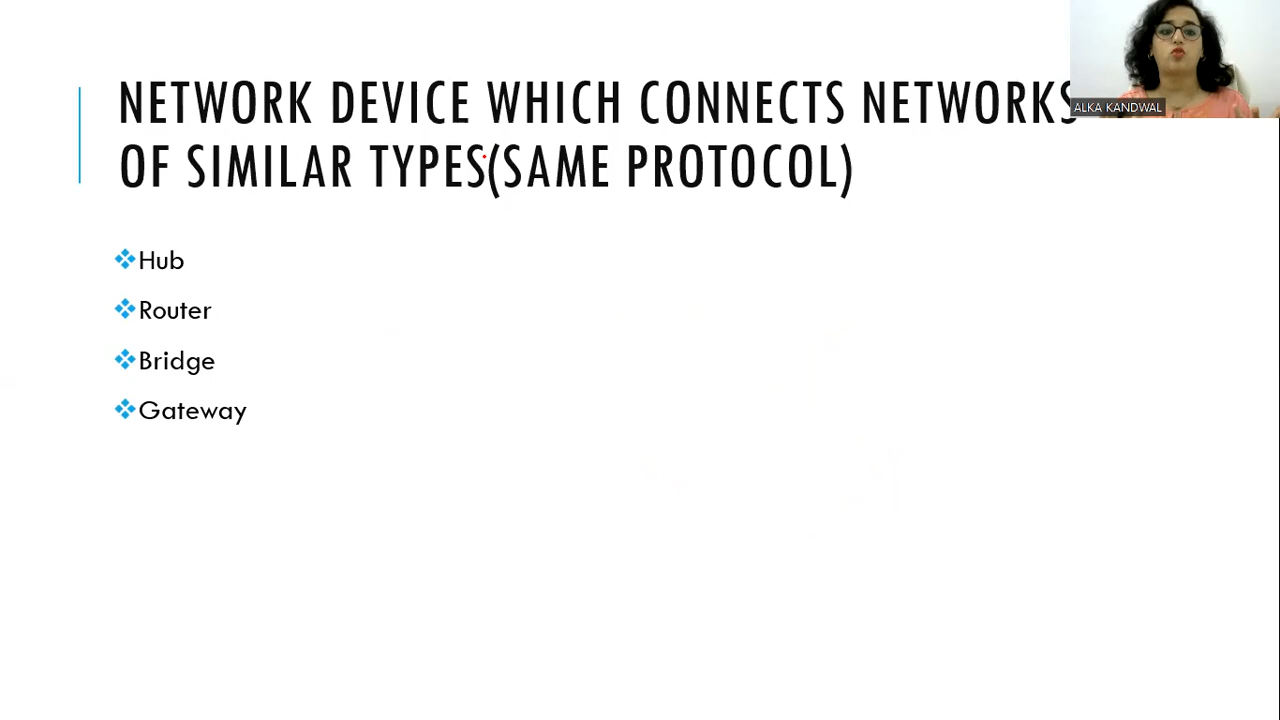 NETWORK DEVICE WHICH CONNECTS NETWORKS
OF SIMILAR TYPES(SAME PROTOCOL)
ALKA KANDWAL
Hub
Router
Bridge
Gateway